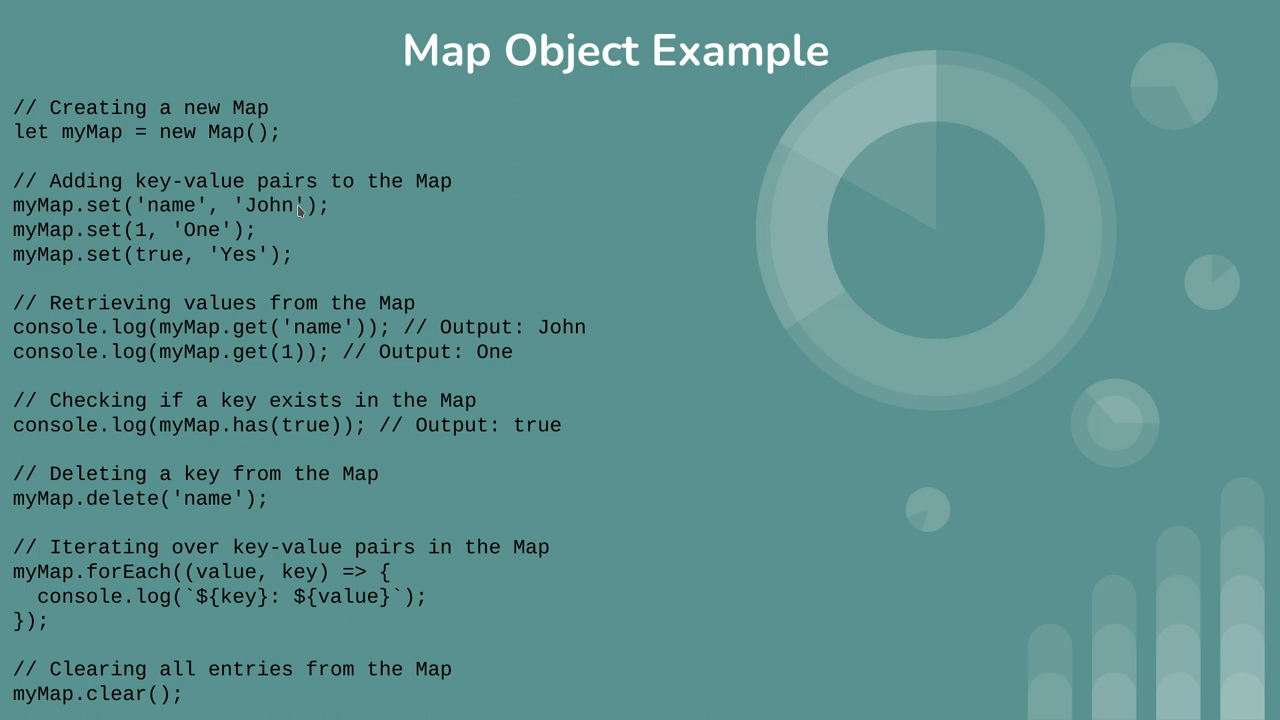 Map Object Example
// Creating a new Map
let myMap = new Map();
// Adding key-value pairs to the Map
myMap.set('name', 'John');
myMap.set(1, 'One');
myMap.set(true, 'Yes');
// Retrieving values from the Map
console.log(myMap.get('name')); // Output: John
console.log(myMap.get(1)); // Output: One
// Checking if a key exists in the Map
console.log(myMap.has(true)); // Output: true
// Deleting a key from the Map
myMap.delete('name');
// Iterating over key-value pairs in the Map
myMap.forEach((value, key) => {
  console.log(`${key}: ${value}`);
});
// Clearing all entries from the Map
myMap.clear();